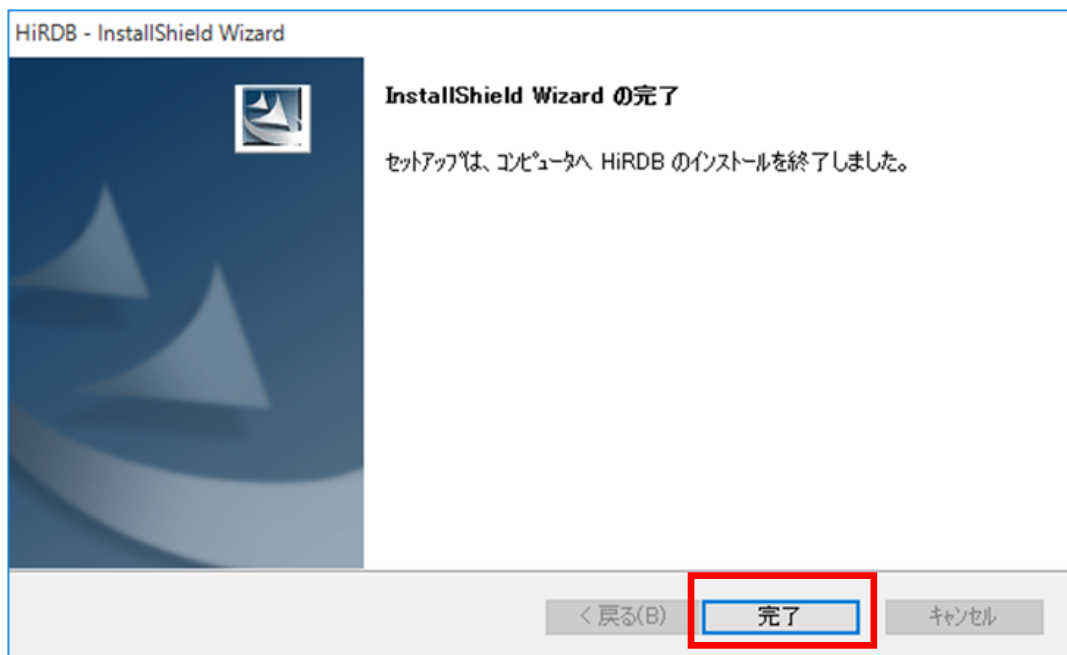 HiRDB - InstallShield Wizard
InstallShield Wizard の完了
ｾｯﾄｱｯﾌﾟは、ｺﾝﾋﾟｭｰﾀへ HiRDB のｲﾝｽﾄｰﾙを終了しました。
< 戻る(B)
完了
ｷｬﾝｾﾙ